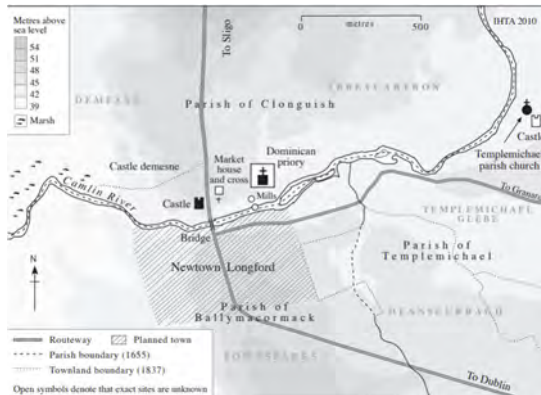 Metres above
sea level
54
51
48
45
42
39
Marsh
To Sligo
0 500
metres
IHTA 2010
DEMESNE
Parish of Clonguish
Castle
Templemichael
parish church
Castle demesne
Market
house
and cross
Dominican
priory
Mills
Camlin River
Castle
Bridge
To Granard
TEMPLEMICHAEL
GLEBE
Parish of
Templemichael
Newtown Longford
N
Parish of
Ballymacormack
To Dublin
Routeway
Planned town
Parish boundary (1655)
Townland boundary (1837)
Open symbols denote that exact sites are unknown